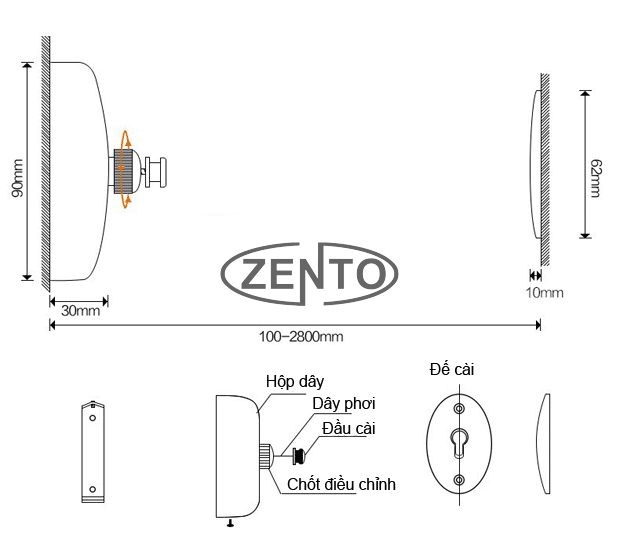 90mm
62mm
ZENTO
10mm
30mm
100-2800mm
Đế cài
Hộp dây
Dây phơi
Đầu cài
Chốt điều chỉnh